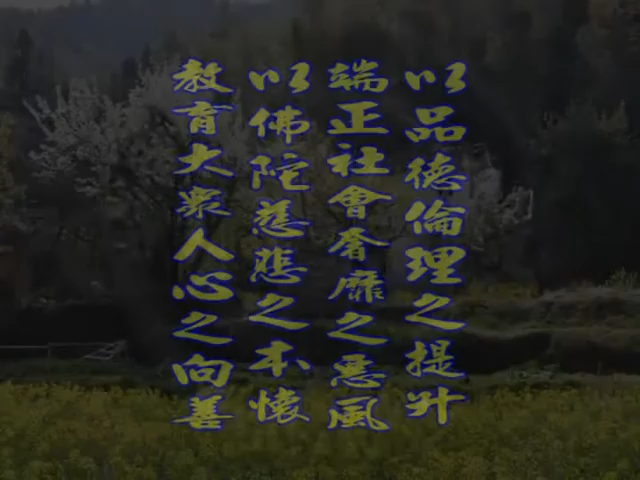 以品德倫理之提升
端正社會奢靡之惡風
以佛陀慈悲之本懷
教育大眾人心之向善